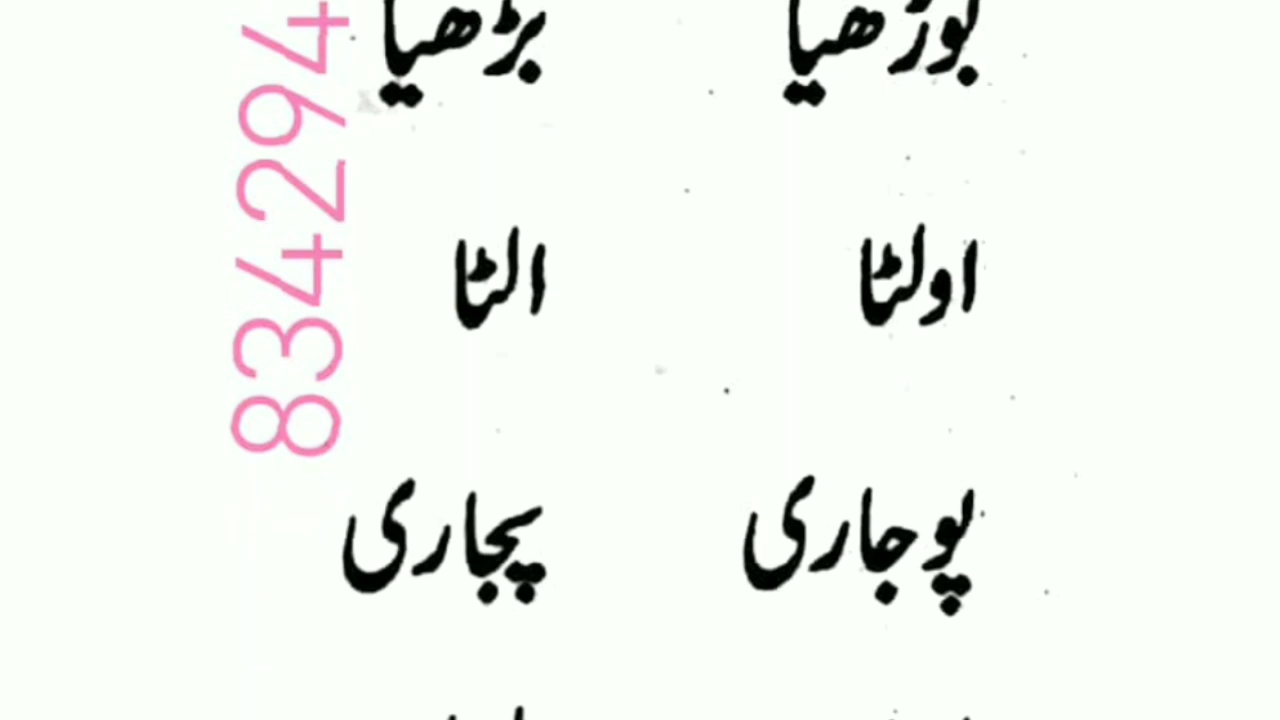 بوڑھیا بڑھیا
اولٹا الٹا
پوجاری پجاری
834294